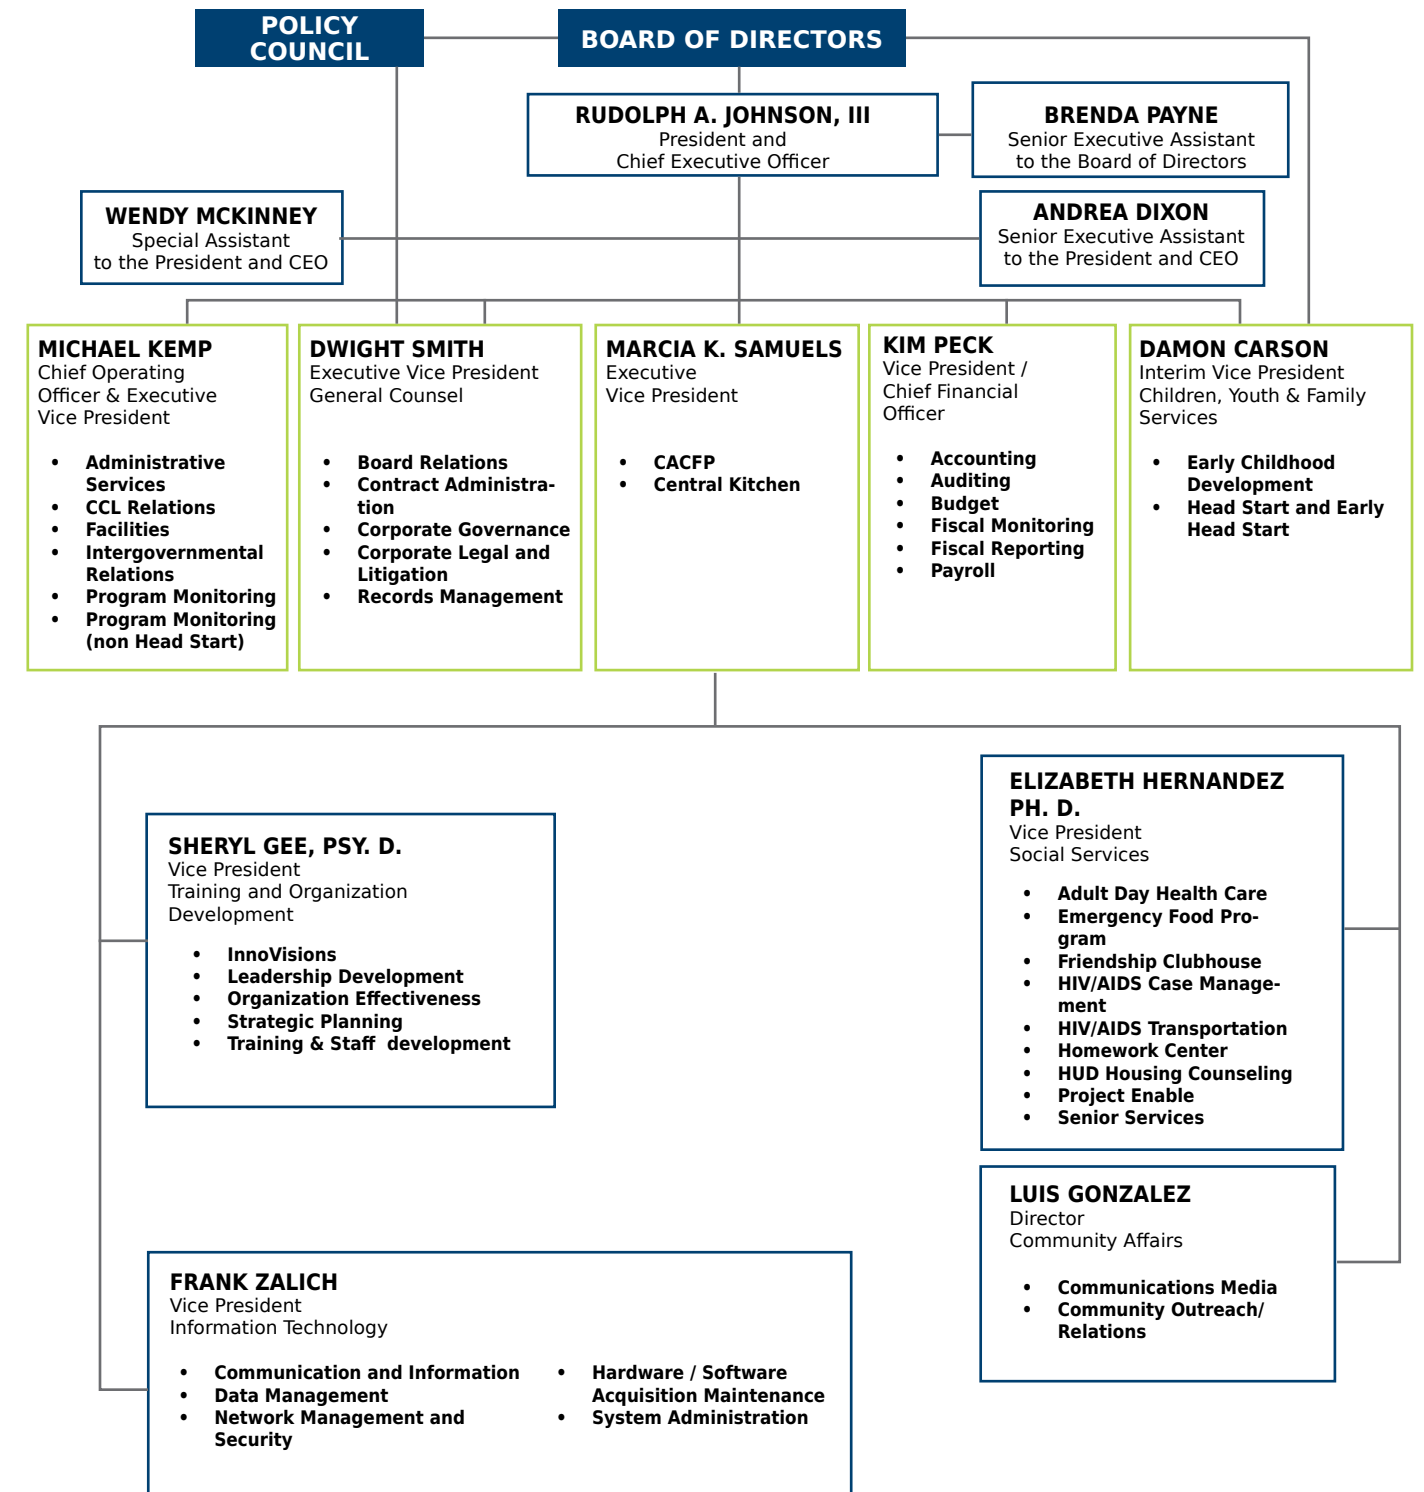 POLICY
COUNCIL
BOARD OF DIRECTORS
RUDOLPH A. JOHNSON, III
President and
Chief Executive Officer
BRENDA PAYNE
Senior Executive Assistant
to the Board of Directors
WENDY MCKINNEY
Special Assistant
to the President and CEO
ANDREA DIXON
Senior Executive Assistant
to the President and CEO
MICHAEL KEMP
Chief Operating
Officer & Executive
Vice President
• Administrative
Services
• CCL Relations
• Facilities
• Intergovernmental
Relations
• Program Monitoring
• Program Monitoring
(non Head Start)
DWIGHT SMITH
Executive Vice President
General Counsel
• Board Relations
• Contract Administra-
tion
• Corporate Governance
• Corporate Legal and
Litigation
• Records Management
MARCIA K. SAMUELS
Executive
Vice President
• CACFP
• Central Kitchen
KIM PECK
Vice President /
Chief Financial
Officer
• Accounting
• Auditing
• Budget
• Fiscal Monitoring
• Fiscal Reporting
• Payroll
DAMON CARSON
Interim Vice President
Children, Youth & Family
Services
• Early Childhood
Development
• Head Start and Early
Head Start
SHERYL GEE, PSY. D.
Vice President
Training and Organization
Development
• InnoVisions
• Leadership Development
• Organization Effectiveness
• Strategic Planning
• Training & Staff  development
ELIZABETH HERNANDEZ
PH. D.
Vice President
Social Services
• Adult Day Health Care
• Emergency Food Pro-
gram
• Friendship Clubhouse
• HIV/AIDS Case Manage-
ment
• HIV/AIDS Transportation
• Homework Center
• HUD Housing Counseling
• Project Enable
• Senior Services
LUIS GONZALEZ
Director
Community Affairs
• Communications Media
• Community Outreach/
Relations
FRANK ZALICH
Vice President
Information Technology
• Communication and Information
• Data Management
• Network Management and
Security
• Hardware / Software
Acquisition Maintenance
• System Administration